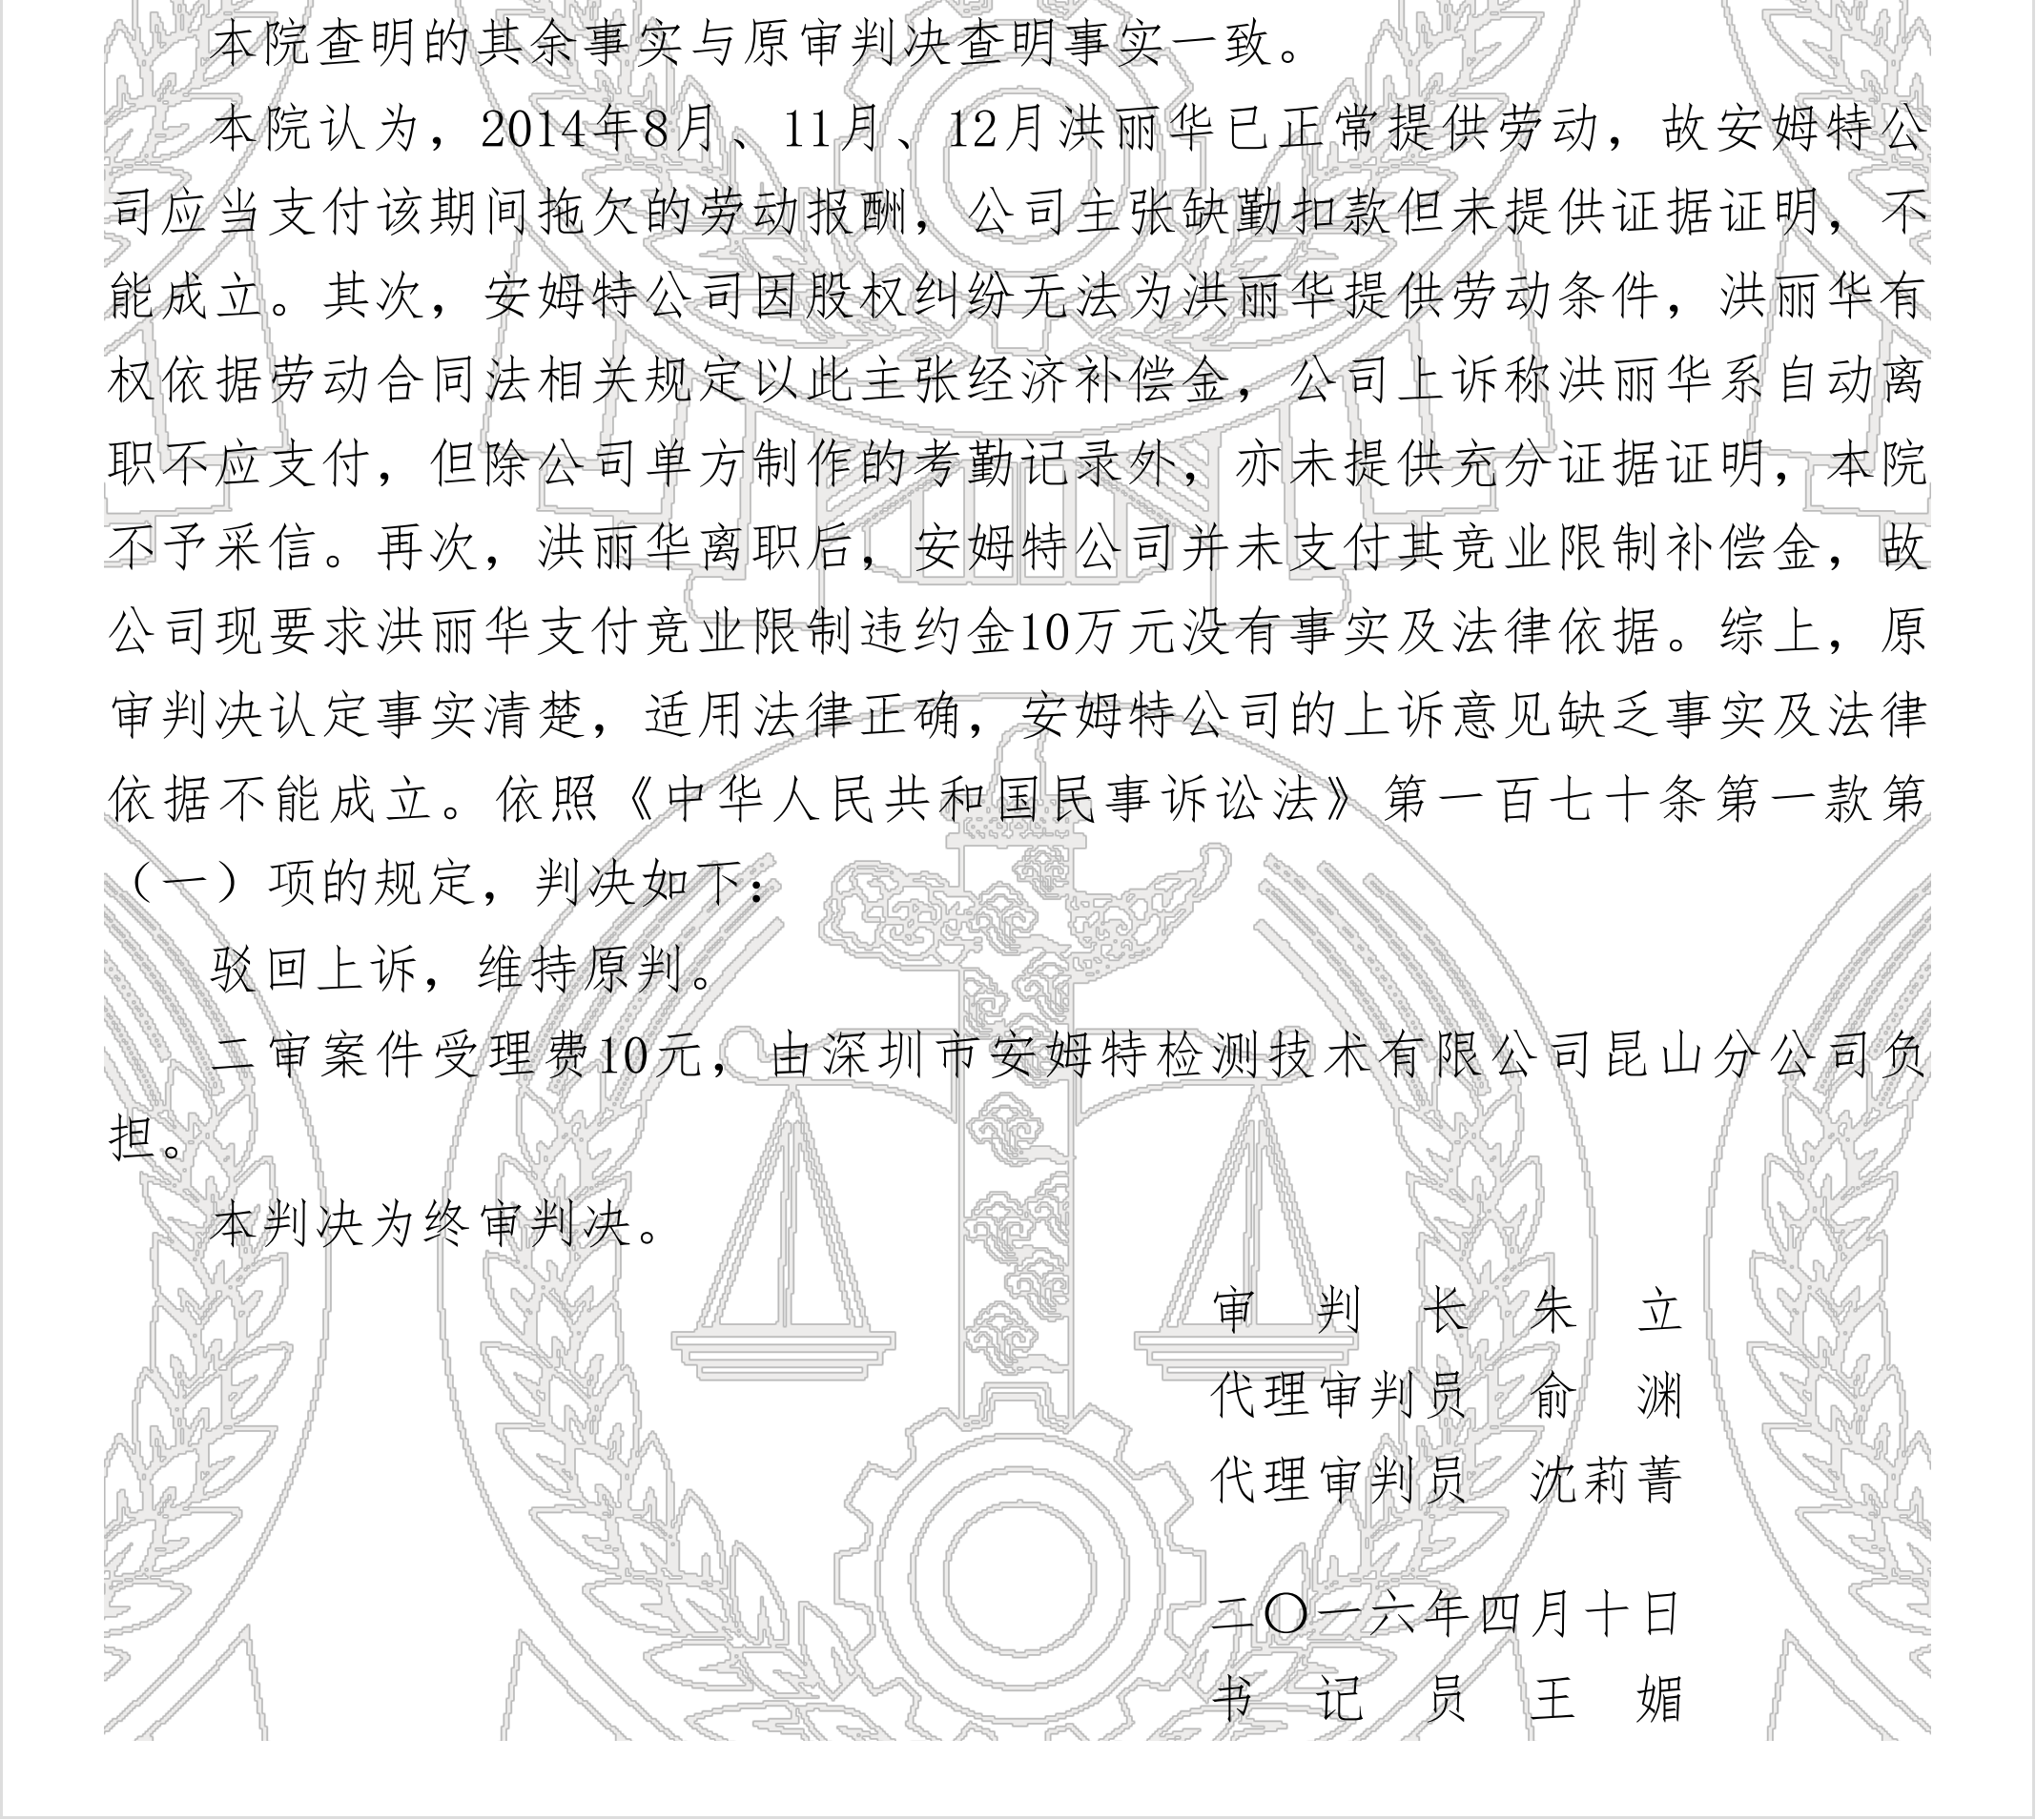 本院查明的其余事实与原审判决查明事实一致。
本院认为，2014年8月、11月、12月洪丽华已正常提供劳动，故安姆特公
司应当支付该期间拖欠的劳动报酬，公司主张缺勤扣款但未提供证据证明，不
能成立。其次，安姆特公司因股权纠纷无法为洪丽华提供劳动条件，洪丽华有
权依据劳动合同法相关规定以此主张经济补偿金，公司上诉称洪丽华系自动离
职不应支付，但除公司单方制作的考勤记录外，亦未提供充分证据证明，本院
不予采信。再次，洪丽华离职后，安姆特公司并未支付其竞业限制补偿金，故
公司现要求洪丽华支付竞业限制违约金10万元没有事实及法律依据。综上，原
审判决认定事实清楚，适用法律正确，安姆特公司的上诉意见缺乏事实及法律
依据不能成立。依照《中华人民共和国民事诉讼法》第一百七十条第一款第
（一）项的规定，判决如下：
驳回上诉，维持原判。
二审案件受理费10元，由深圳市安姆特检测技术有限公司昆山分公司负
担。
本判决为终审判决。
审　判　长　朱　立
代理审判员　俞　渊
代理审判员　沈莉菁
二〇一六年四月十日
书　记　员　王　媚